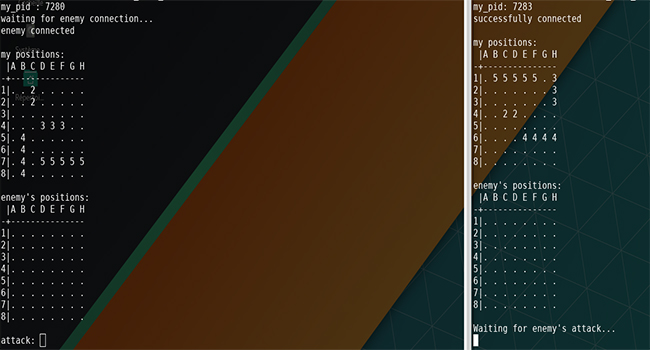 my_pid : 7280
waiting for enemy connection...
enemy connected
my positions:
|A B C D E F G H
-+---------------
1|. . 2 . . . . .
2|. . 2 . . . . .
3|. . . . . . . .
4|. . . 3 3 3 . .
5|. 4 . . . . . .
6|. 4 . . . . . .
7|. 4 . 5 5 5 5 5
8|. 4 . . . . . .
enemy's positions:
|A B C D E F G H
-+---------------
1|. . . . . . . .
2|. . . . . . . .
3|. . . . . . . .
4|. . . . . . . .
5|. . . . . . . .
6|. . . . . . . .
7|. . . . . . . .
8|. . . . . . . .
attack:
my_pid: 7283
successfully connected
my positions:
|A B C D E F G H
-+---------------
1|. 5 5 5 5 5 . 3
2|. . . . . . . 3
3|. . . . . . . 3
4|. . 2 2 . . . .
5|. . . . . . . .
6|. . . . 4 4 4 4
7|. . . . . . . .
8|. . . . . . . .
enemy's positions:
|A B C D E F G H
-+---------------
1|. . . . . . . .
2|. . . . . . . .
3|. . . . . . . .
4|. . . . . . . .
5|. . . . . . . .
6|. . . . . . . .
7|. . . . . . . .
8|. . . . . . . .
Waiting for enemy's attack...